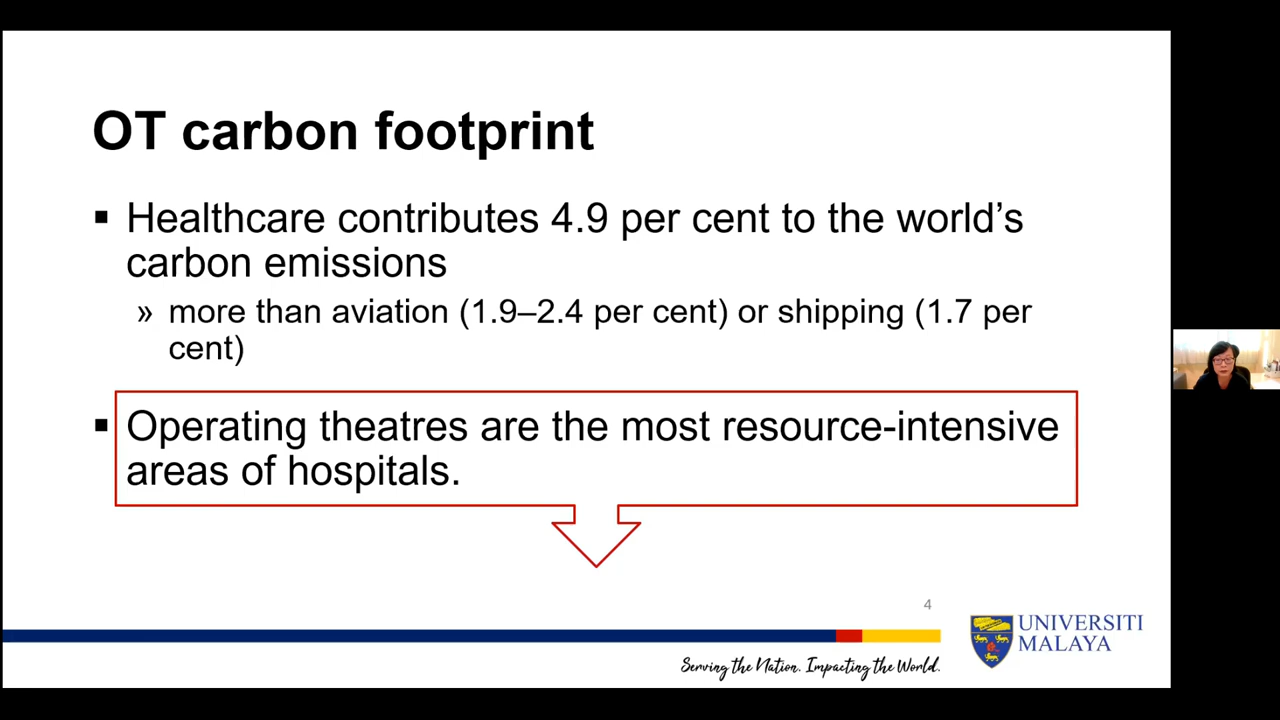 OT carbon footprint
▪ Healthcare contributes 4.9 per cent to the world’s
carbon emissions
» more than aviation (1.9–2.4 per cent) or shipping (1.7 per
cent)
▪ Operating theatres are the most resource-intensive
areas of hospitals.
4
UNIVERSITI
MALAYA
Serving the Nation. Impacting the World.